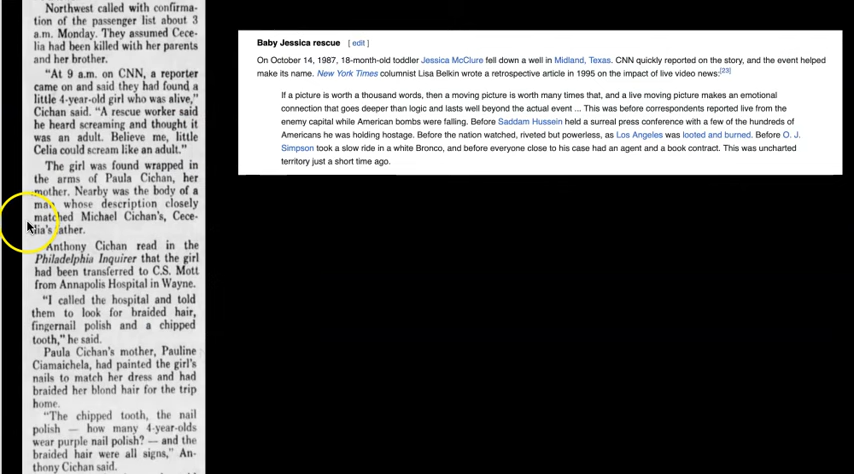 Northwest called with confirma-
tion of the passenger list about 3
a.m. Monday. They assumed Cece-
lia had been killed with her parents
and her brother.
"At 9 a.m. on CNN, a reporter
came on and said they had found a
little 4-year-old girl who was alive,"
Cichan said. "A rescue worker said
he heard screaming and thought it
was an adult. Believe me, little
Celia could scream like an adult."
The girl was found wrapped in
the arms of Paula Cichan, her
mother. Nearby was the body of a
man whose description closely
matched Michael Cichan's, Cece-
lia's father.
Anthony Cichan read in the
Philadelphia Inquirer that the girl
had been transferred to C.S. Mott
from Annapolis Hospital in Wayne.
"I called the hospital and told
them to look for braided hair,
fingernail polish and a chipped
tooth," he said.
Paula Cichan's mother, Pauline
Ciamaichela, had painted the girl's
nails to match her dress and had
braided her blond hair for the trip
home.
"The chipped tooth, the nail
polish — how many 4-year-olds
wear purple nail polish? — and the
braided hair were all signs," An-
thony Cichan said.
Baby Jessica rescue [ edit ]
On October 14, 1987, 18-month-old toddler Jessica McClure fell down a well in Midland, Texas. CNN quickly reported on the story, and the event helped
make its name. New York Times columnist Lisa Belkin wrote a retrospective article in 1995 on the impact of live video news:[23]
If a picture is worth a thousand words, then a moving picture is worth many times that, and a live moving picture makes an emotional
connection that goes deeper than logic and lasts well beyond the actual event ... This was before correspondents reported live from the
enemy capital while American bombs were falling. Before Saddam Hussein held a surreal press conference with a few of the hundreds of
Americans he was holding hostage. Before the nation watched, riveted but powerless, as Los Angeles was looted and burned. Before O. J.
Simpson took a slow ride in a white Bronco, and before everyone close to his case had an agent and a book contract. This was uncharted
territory just a short time ago.